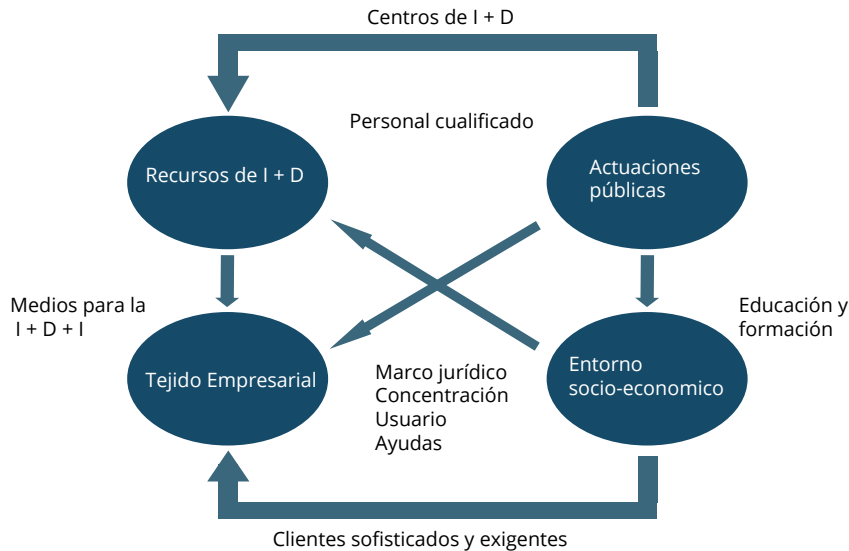 Centros de I + D
Personal cualificado
Recursos de I + D
Actuaciones
públicas
Medios para la
I + D + I
Educación y
formación
Tejido Empresarial
Marco jurídico
Concentración
Usuario
Ayudas
Entorno
socio-economico
Clientes sofisticados y exigentes